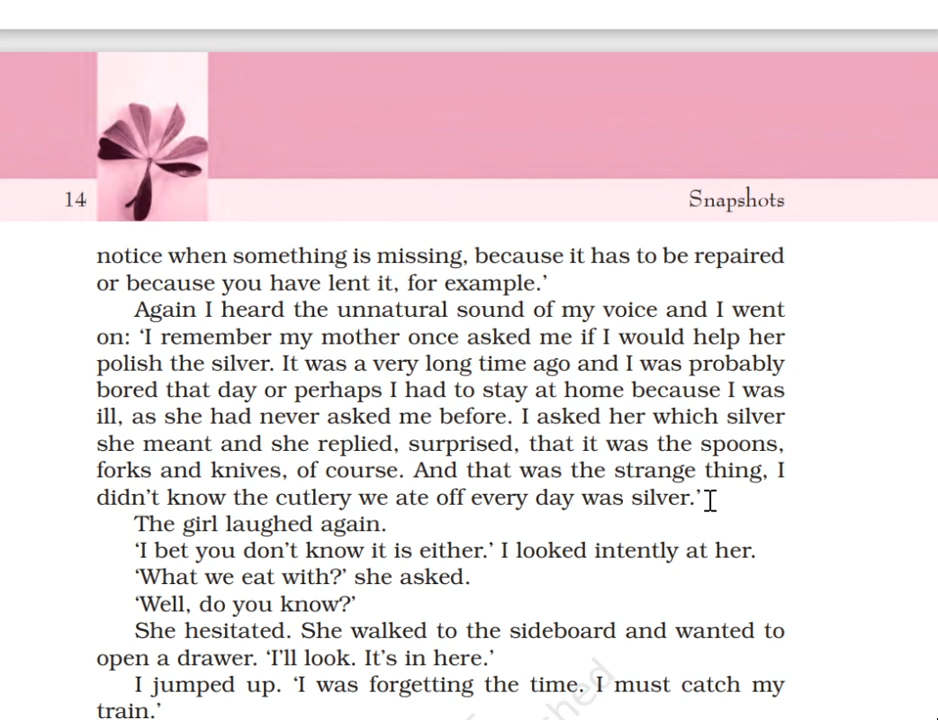 14
Snapshots
notice when something is missing, because it has to be repaired
or because you have lent it, for example.’
Again I heard the unnatural sound of my voice and I went
on: ‘I remember my mother once asked me if I would help her
polish the silver. It was a very long time ago and I was probably
bored that day or perhaps I had to stay at home because I was
ill, as she had never asked me before. I asked her which silver
she meant and she replied, surprised, that it was the spoons,
forks and knives, of course. And that was the strange thing, I
didn’t know the cutlery we ate off every day was silver.’
The girl laughed again.
‘I bet you don’t know it is either.’ I looked intently at her.
‘What we eat with?’ she asked.
‘Well, do you know?’
She hesitated. She walked to the sideboard and wanted to
open a drawer. ‘I’ll look. It’s in here.’
I jumped up. ‘I was forgetting the time. I must catch my
train.’